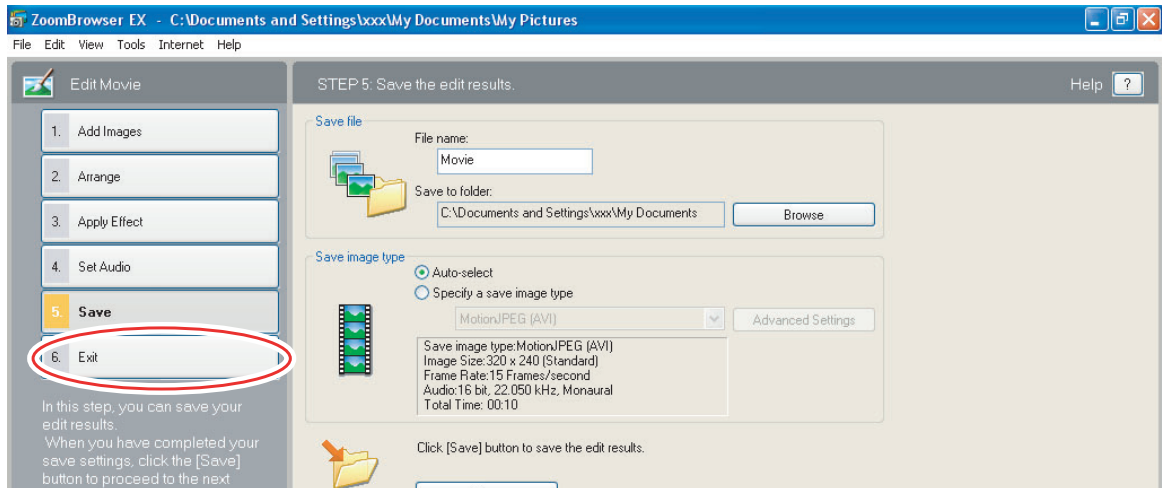 ZoomBrowser EX - C:\Documents and Settings\xxx\My Documents\My Pictures
File Edit View Tools Internet Help
Edit Movie
1. Add Images
2. Arrange
3. Apply Effect
4. Set Audio
5. Save
6. Exit
In this step, you can save your
edit results.
When you have completed your
save settings, click the [Save]
button to proceed to the next
STEP 5: Save the edit results.
Help ?
Save file
File name:
Movie
Save to folder:
C:\Documents and Settings\xxx\My Documents
Browse
Save image type
Auto-select
Specify a save image type
MotionJPEG (AVI)
Advanced Settings
Save image type:MotionJPEG (AVI)
Image Size:320 x 240 (Standard)
Frame Rate:15 Frames/second
Audio:16 bit, 22.050 kHz, Monaural
Total Time: 00:10
Click [Save] button to save the edit results.